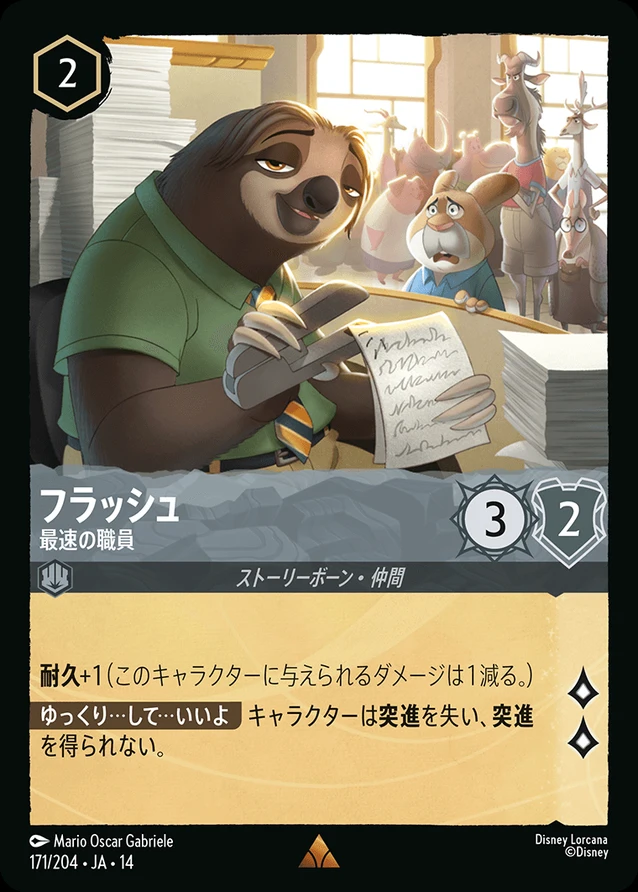 2
フラッシュ
最速の職員
3
2
ストーリーボーン・仲間
耐久+1(このキャラクターに与えられるダメージは1減る。)
ゆっくり…して…いいよ キャラクターは突進を失い、突進
を得られない。
Mario Oscar Gabriele
171/204・JA・14
Disney Lorcana
©Disney